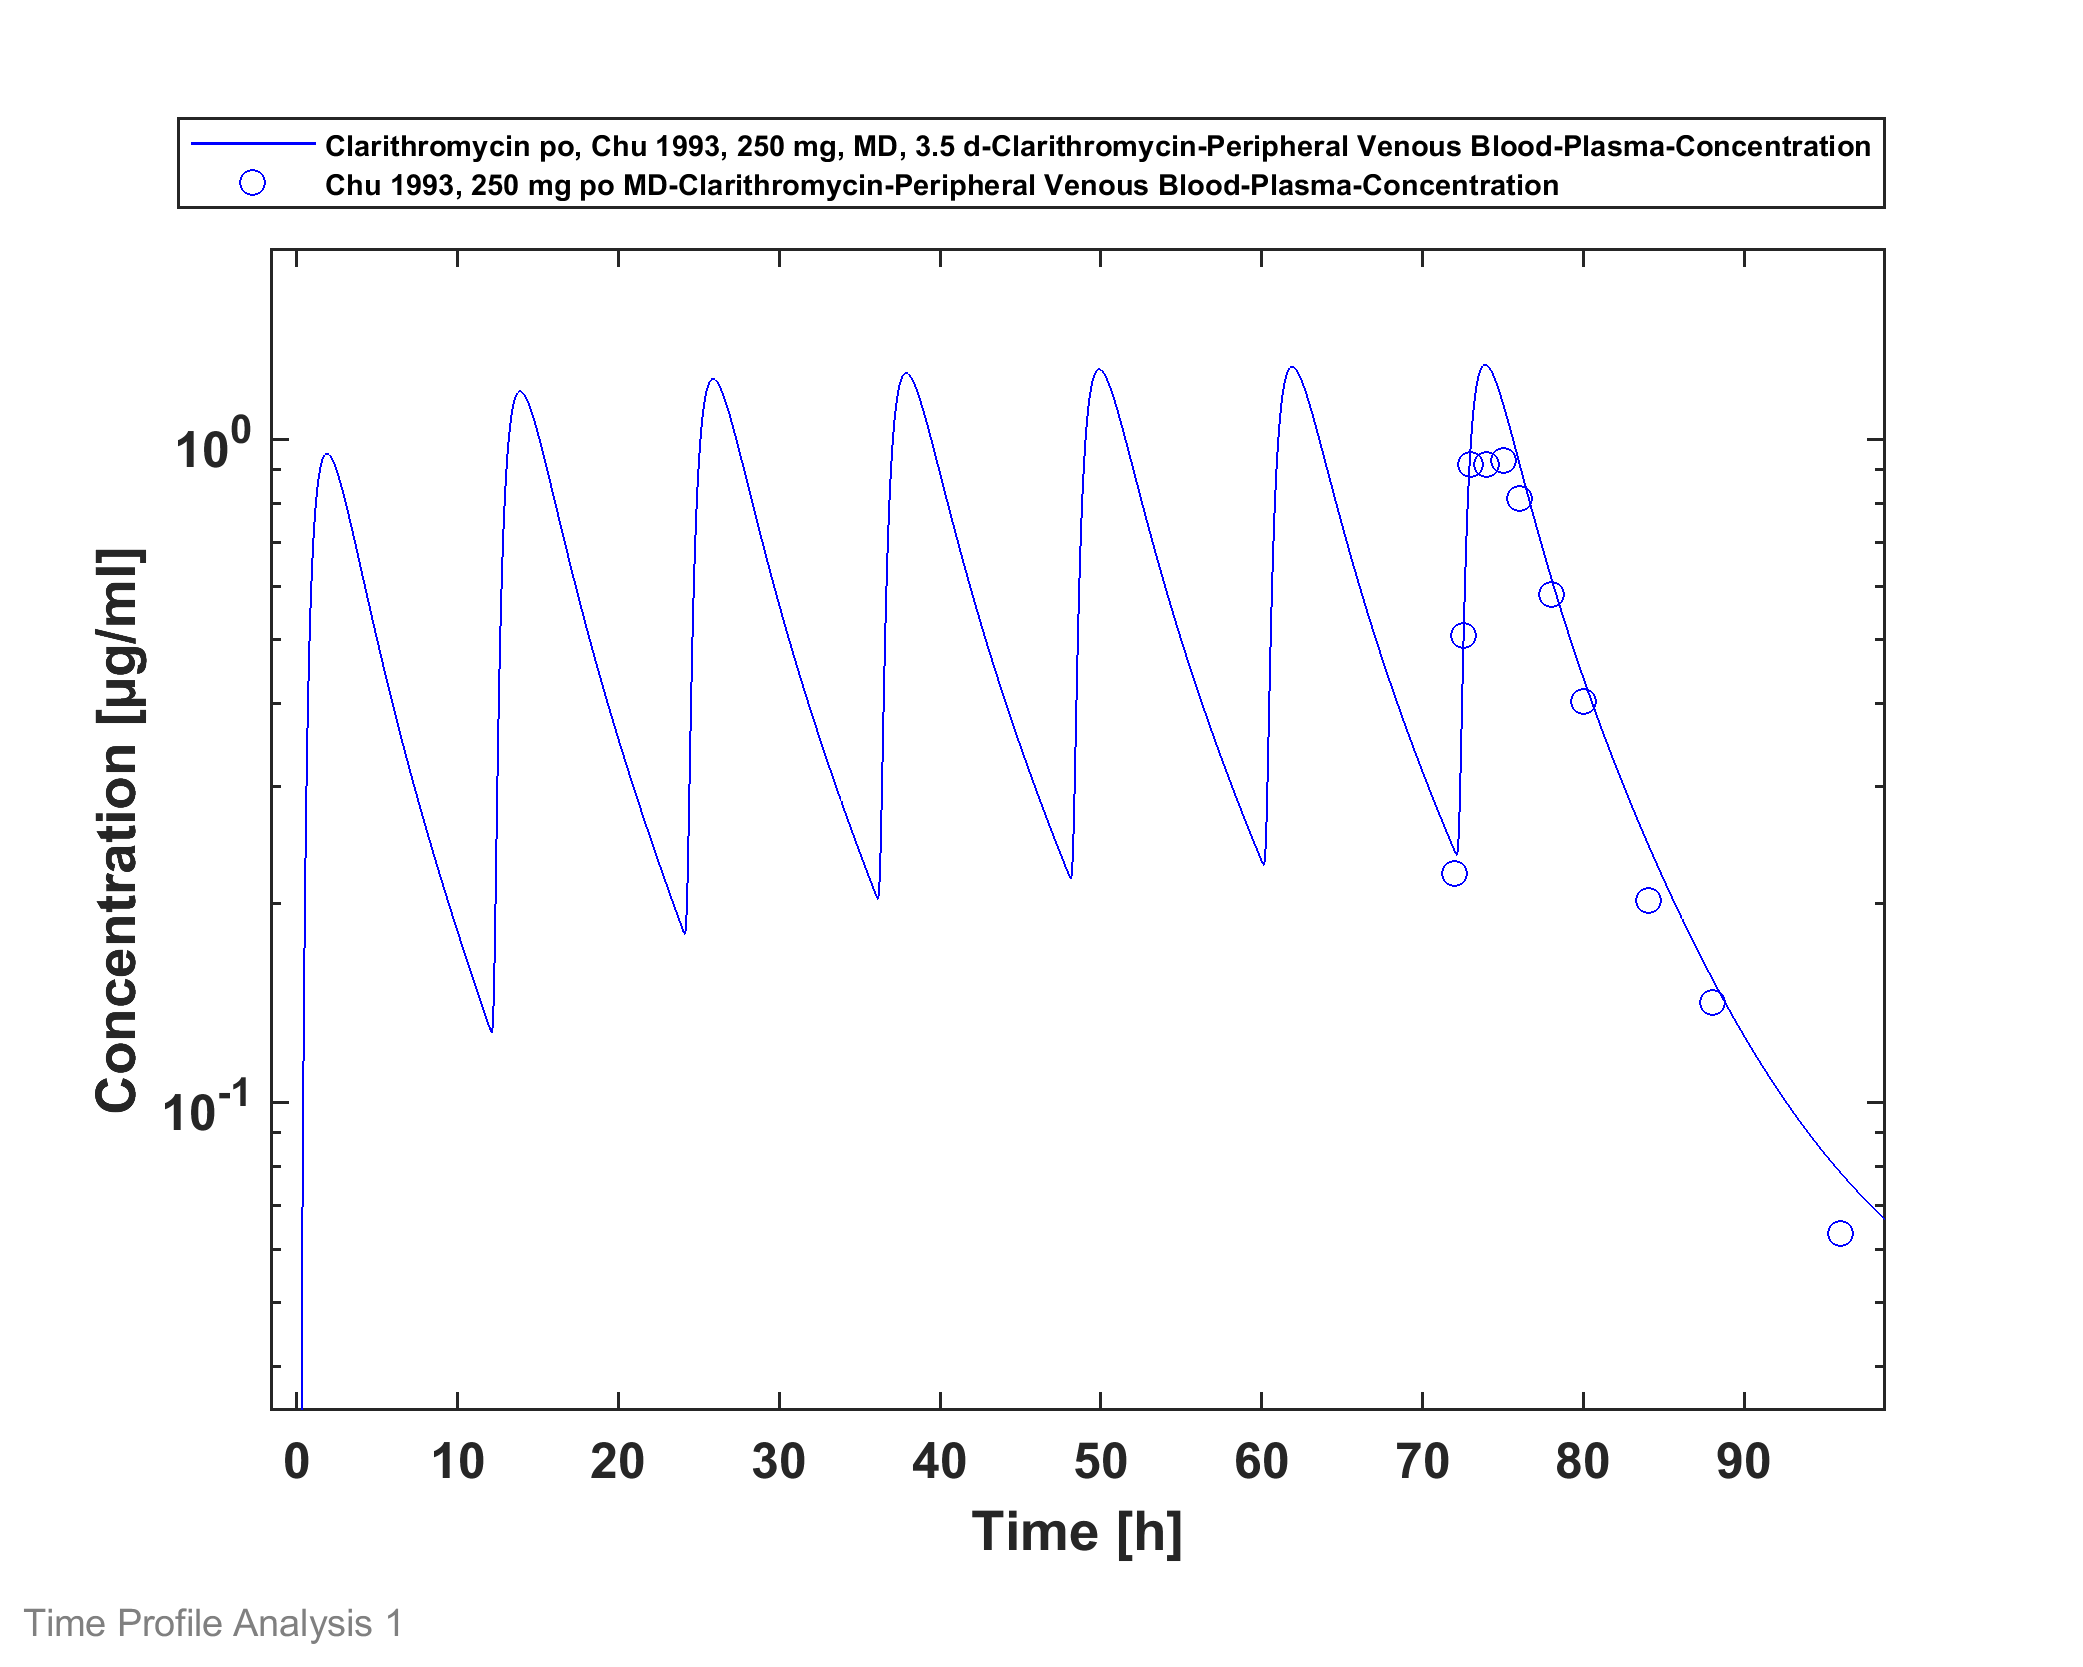 Clarithromycin po, Chu 1993, 250 mg, MD, 3.5 d-Clarithromycin-Peripheral Venous Blood-Plasma-Concentration
Chu 1993, 250 mg po MD-Clarithromycin-Peripheral Venous Blood-Plasma-Concentration
Concentration [µg/ml]
10^0
10^-1
0 10 20 30 40 50 60 70 80 90
Time [h]
Time Profile Analysis 1